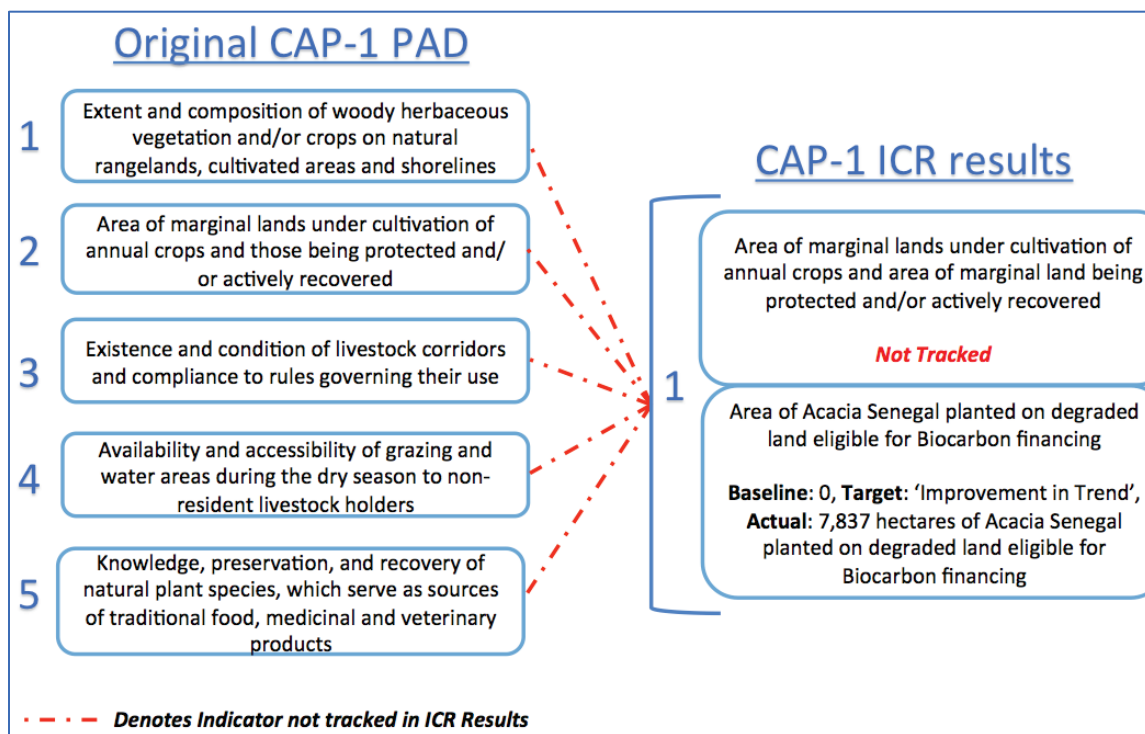 Original CAP-1 PAD
1
Extent and composition of woody herbaceous
vegetation and/or crops on natural
rangelands, cultivated areas and shorelines
2
Area of marginal lands under cultivation of
annual crops and those being protected and/
or actively recovered
3
Existence and condition of livestock corridors
and compliance to rules governing their use
4
Availability and accessibility of grazing and
water areas during the dry season to non-
resident livestock holders
5
Knowledge, preservation, and recovery of
natural plant species, which serve as sources
of traditional food, medicinal and veterinary
products
CAP-1 ICR results
1
Area of marginal lands under cultivation of
annual crops and area of marginal land being
protected and/or actively recovered
Not Tracked
Area of Acacia Senegal planted on degraded
land eligible for Biocarbon financing
Baseline: 0, Target: ‘Improvement in Trend’,
Actual: 7,837 hectares of Acacia Senegal
planted on degraded land eligible for
Biocarbon financing
Denotes Indicator not tracked in ICR Results